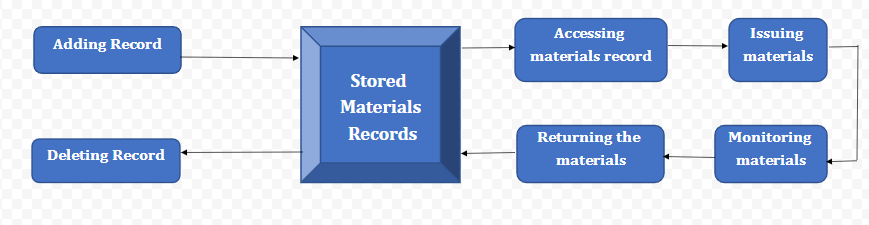 Adding Record
Stored
Materials
Records
Deleting Record
Accessing
materials record
Issuing
materials
Monitoring
materials
Returning the
materials